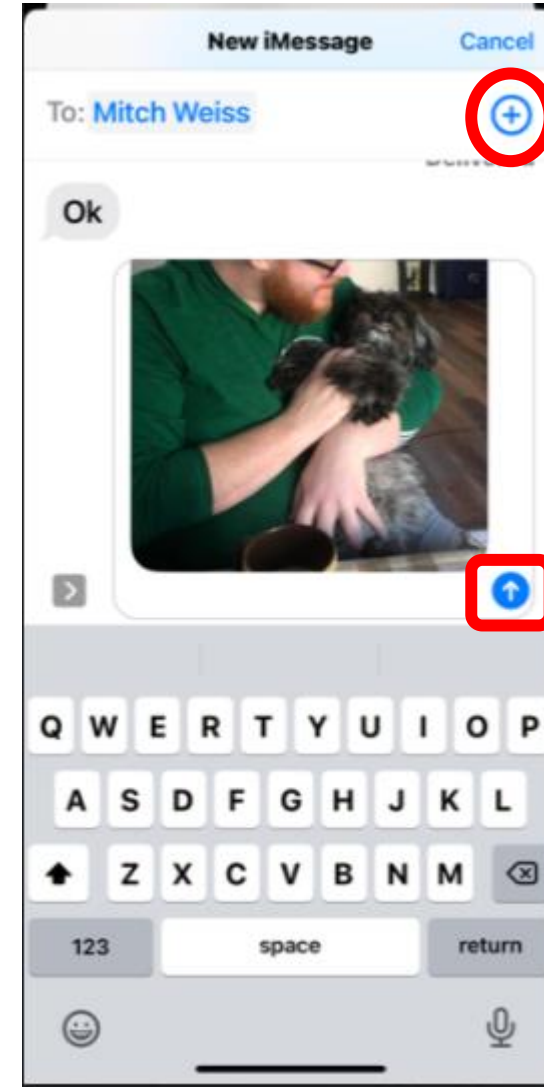 New iMessage Cancel
To: Mitch Weiss
Ok
Q W E R T Y U I O P
A S D F G H J K L
Z X C V B N M
123 space return